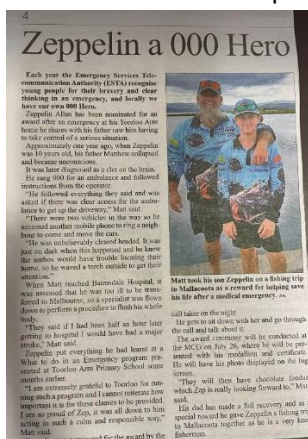 4
Zeppelin a 000 Hero
Each year the Emergency Services Tele-
communication Authority (ESTA) recognise
young people for their bravery and clear
thinking in an emergency, and locally we
have our own 000 Hero.
Zeppelin Allan has been nominated for an
award after an emergency at his Toorloo Arm
home he shares with his father saw him having
to take control of a serious situation.
Approximately one year ago, when Zeppelin
was 10 years old, his father Matthew collapsed
and became unconscious.
It was later diagnosed as a clot on the brain.
He rang 000 for an ambulance and followed
instructions from the operator.
"He followed everything they said and was
asked if there was clear access for the ambu-
lance to get up the driveway," Matt said.
"There were two vehicles in the way so he
accessed another mobile phone to ring a neigh-
bour to come and move the cars.
"He was unbelievably cleared headed. It was
just on dark when this happened and he knew
the ambos would have trouble locating their
home, so he waved a torch outside to get their
attention."
When Matt reached Bairnsdale Hospital, it
was assessed that he was too ill to be trans-
ferred to Melbourne, so a specialist was flown
down to perform a procedure to flush his whole
body.
"They said if I had been half an hour later
getting to hospital I would have had a major
stroke," Matt said.
Zeppelin put everything he had learnt at a
What to do in an Emergency program pre-
sented at Toorloo Arm Primary School some
months earlier.
"I am extremely grateful to Toorloo for run-
ning such a program and I cannot reiterate how
important it is for these classes to be provided.
I am so proud of Zep, it was all down to him
acting in such a calm and responsible way,"
Matt said.
for the award by the
Matt took his son Zeppelin on a fishing trip
to Mallacoota as a reward for helping save
his life after a medical emergency.
call taker on the night.
He gets to sit down with her and go through
the call and talk about it.
The award ceremony will be conducted at
the MCG on July 26, where he will be pre-
sented with his medallion and certificate.
He will have his photo displayed on the big
screen.
"They will then have chocolate fondue
which Zep is really looking forward to," Matt
said.
His dad has made a full recovery and as a
special reward he gave Zeppelin a fishing trip
to Mallacoota together as he is a very keen
fisherman.